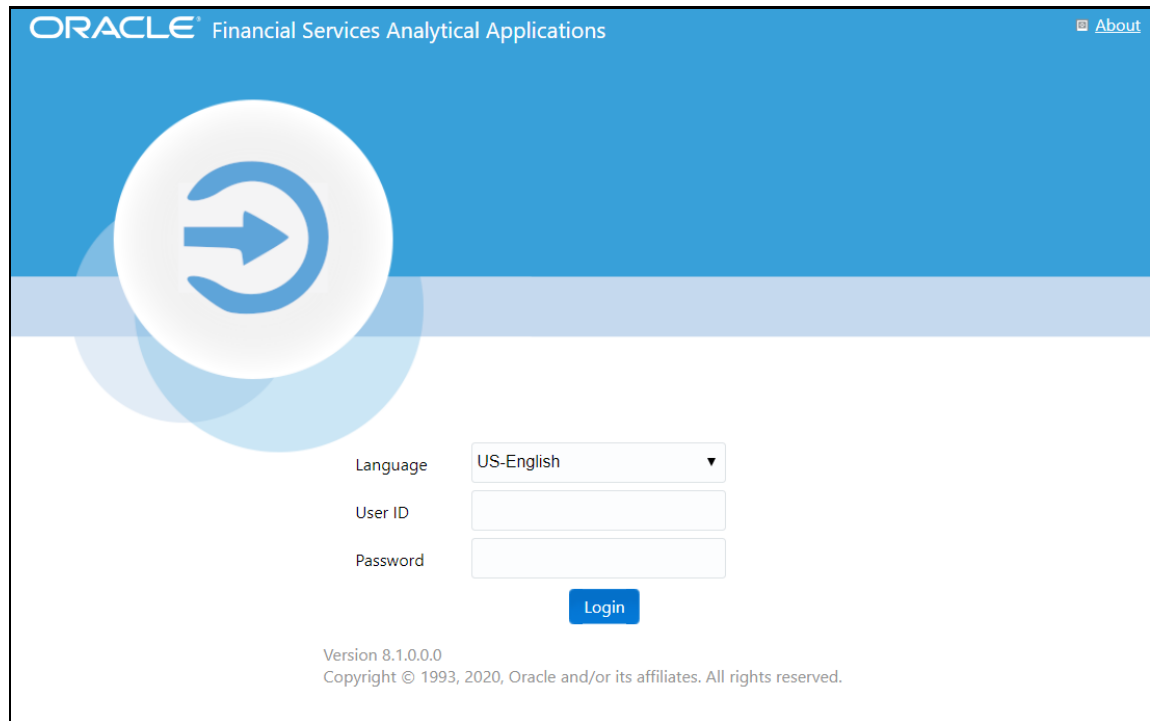 ORACLE® Financial Services Analytical Applications
About
Language US-English
User ID
Password
Login
Version 8.1.0.0.0
Copyright © 1993, 2020, Oracle and/or its affiliates. All rights reserved.